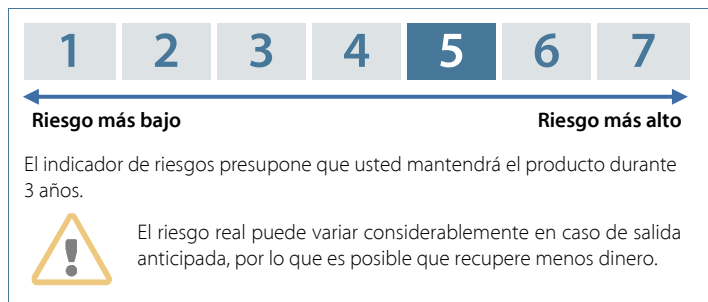 1 2 3 4 5 6 7
Riesgo más bajo Riesgo más alto
El indicador de riesgos presupone que usted mantendrá el producto durante
3 años.
El riesgo real puede variar considerablemente en caso de salida
anticipada, por lo que es posible que recupere menos dinero.